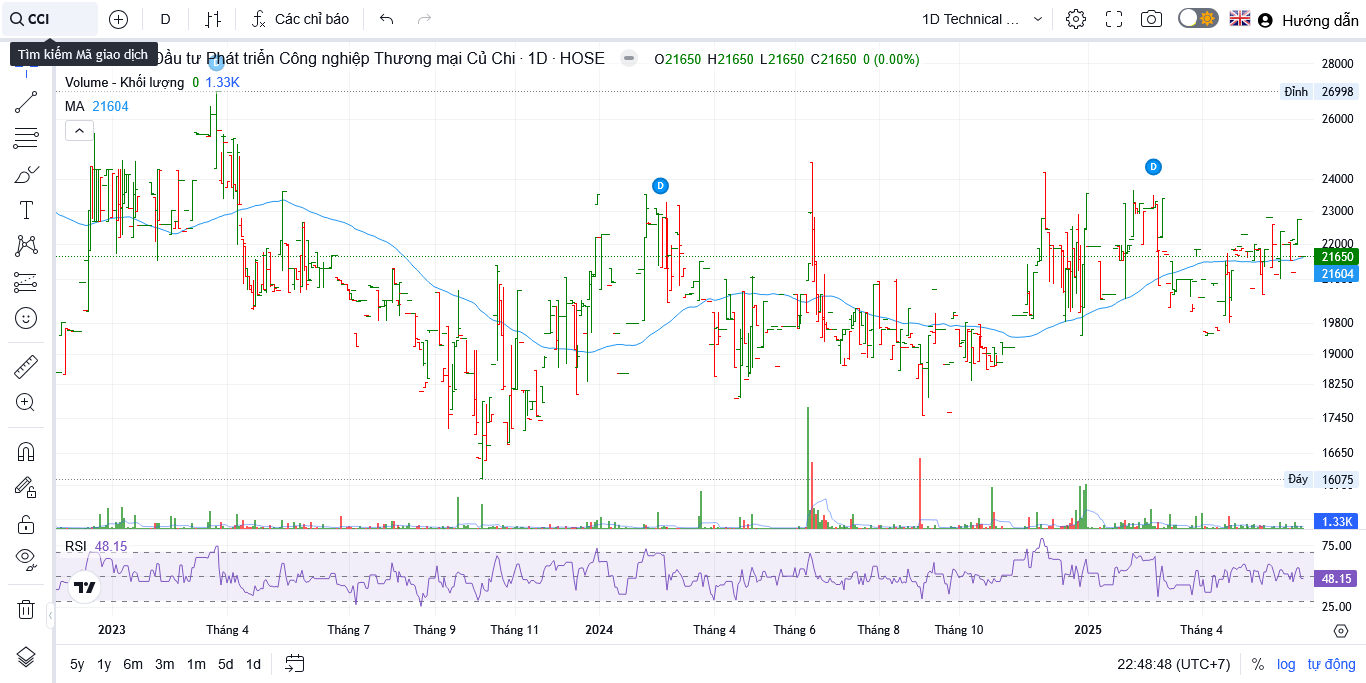 CCI
D
Các chỉ báo
1D Technical ...
Hướng dẫn
Tìm kiếm Mã giao dịch
Đầu tư Phát triển Công nghiệp Thương mại Củ Chi · 1D · HOSE
O21650 H21650 L21650 C21650 0 (0.00%)
Volume - Khối lượng 0 1.33K
MA 21604
28000
Đỉnh 26998
26000
D
D
24000
23000
22000
21650
21604
19800
19000
18250
17450
16650
Đáy 16075
1.33K
RSI 48.15
75.00
48.15
25.00
2023 Tháng 4 Tháng 7 Tháng 9 Tháng 11 2024 Tháng 4 Tháng 6 Tháng 8 Tháng 10 2025 Tháng 4
5y 1y 6m 3m 1m 5d 1d
22:48:48 (UTC+7) % log tự động